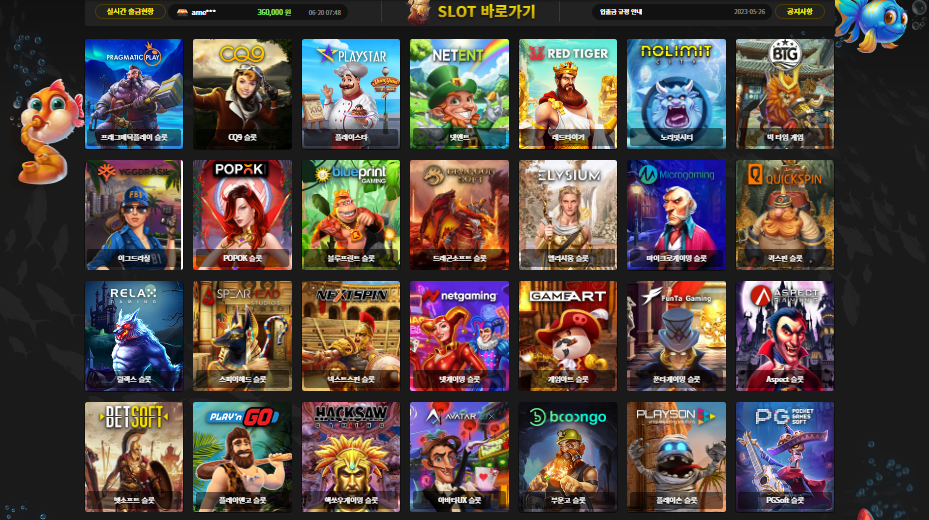 실시간 출금현황
ame***
360,000 원
06-20 07:48
SLOT 바로가기
입출금 규정 안내
2023-05-26
공지사항
PRAGMATIC PLAY
프래그메틱플레이 슬롯
CQ9
CQ9 슬롯
PLAYSTAR
플레이스타
NETENT
넷엔트
RED TIGER
레드타이거
NOLIMIT CITY
노리밋시티
BIG
빅 타임 게임
YGGDRASIL
FBI
이그드라실
POPOK
POPOK 슬롯
blueprint GAMING
블루프린트 슬롯
DRAGOON SOFT
드래곤소프트 슬롯
ELYSIUM
엘리시움 슬롯
Microgaming
마이크로게이밍 슬롯
QUICKSPIN
퀵스핀 슬롯
RELAX GAMING
릴렉스 슬롯
SPEARHEAD STUDIOS
스피어헤드 슬롯
NEXTSPIN
넥스트스핀 슬롯
netgaming
넷게이밍 슬롯
GAMEART
게임아트 슬롯
FunTa Gaming
푼타게이밍 슬롯
ASPECT GAMING
Aspect 슬롯
BETSOFT
벳소프트 슬롯
PLAY'n GO
플레이앤고 슬롯
HACKSAW GAMING
핵쏘우게이밍 슬롯
AVATAR UX
아바타UX 슬롯
booongo
부운고 슬롯
PLAYSON
플레이손 슬롯
PG POCKET GAMES SOFT
PGSoft 슬롯